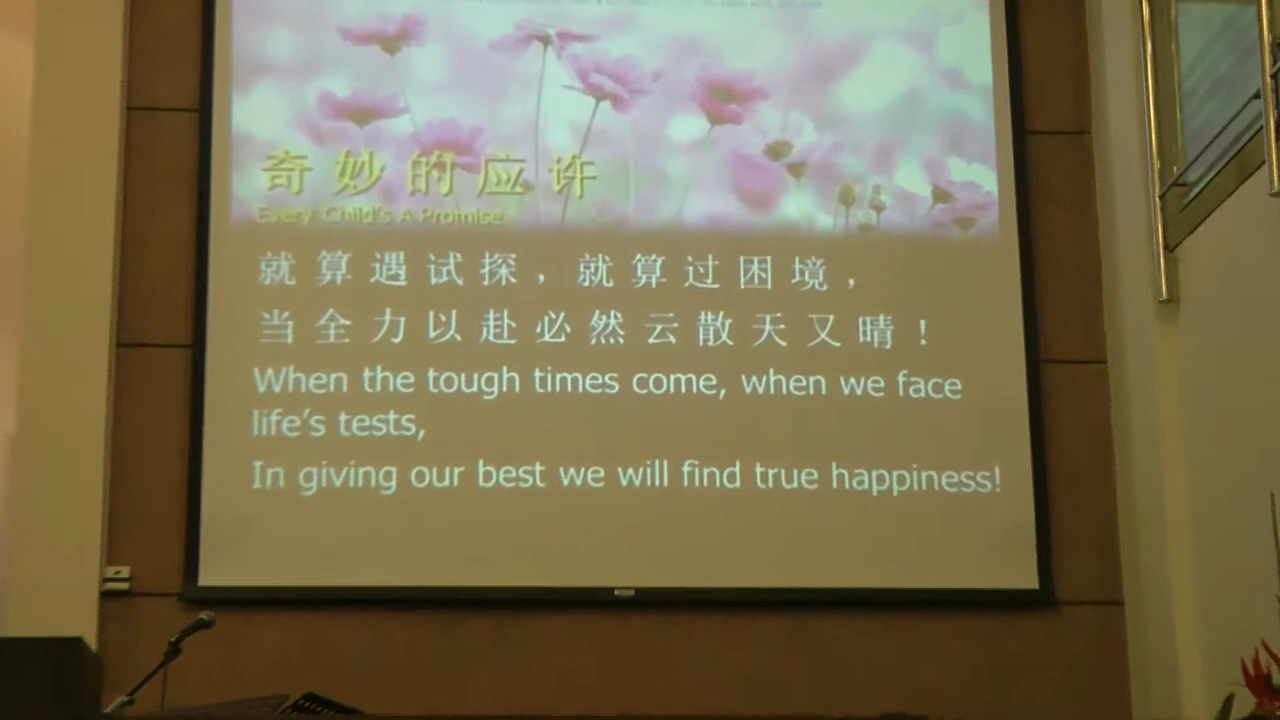 奇妙的应许
Every Child's A Promise
就算遇试探，就算过困境，
当全力以赴必然云散天又晴！
When the tough times come, when we face
life's tests,
In giving our best we will find true happiness!